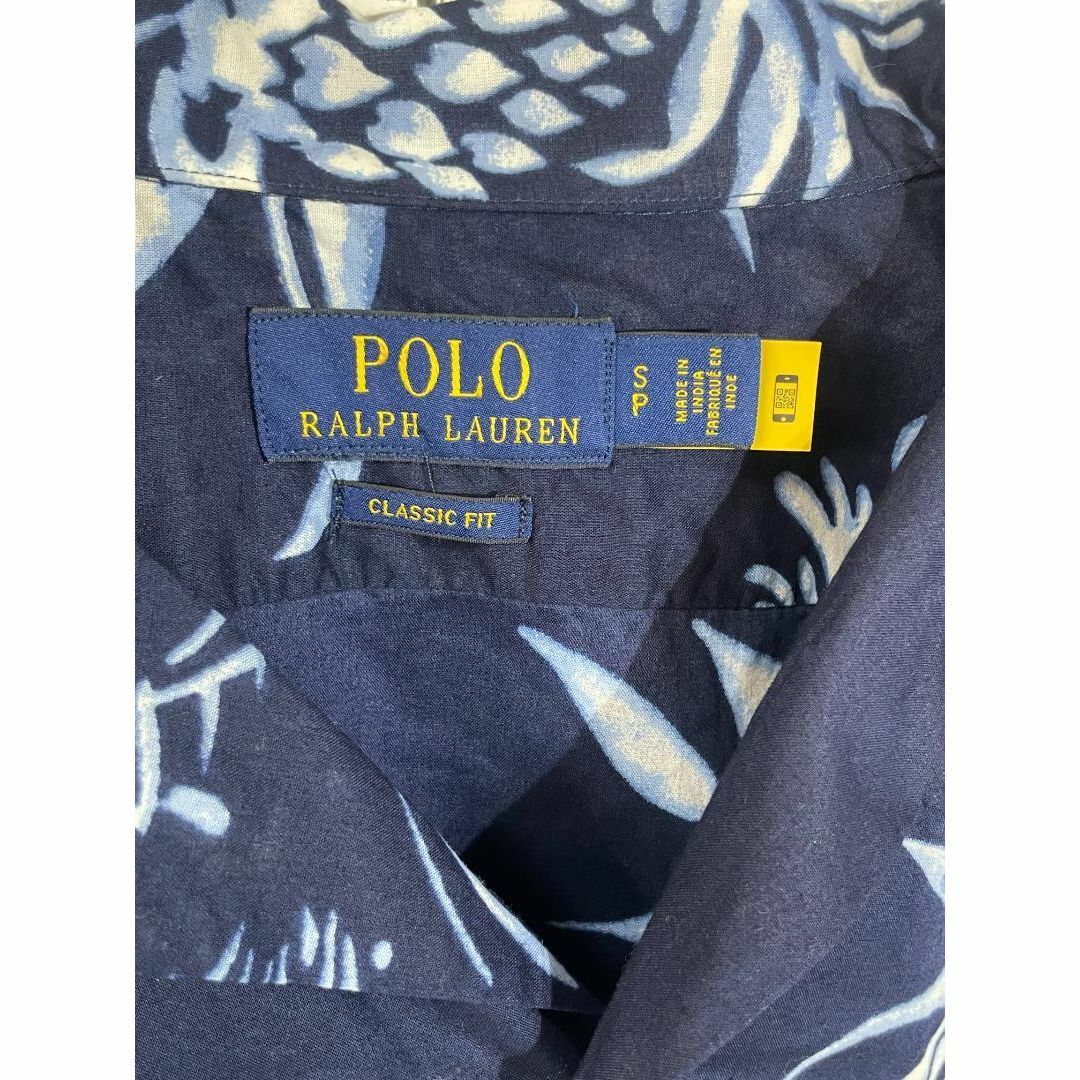 POLO
RALPH LAUREN
S
P
MADE IN
INDIA
FABRIQUÉ EN
INDE
CLASSIC FIT